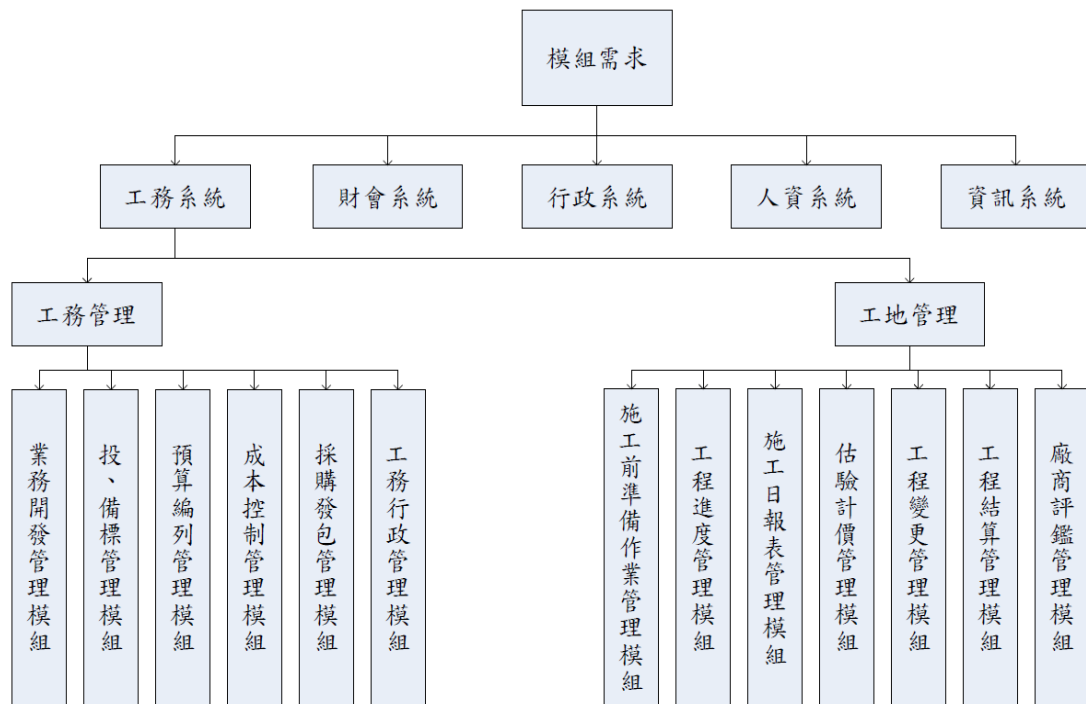 模組需求
工務系統
財會系統
行政系統
人資系統
資訊系統
工務管理
工地管理
業務開發管理模組
投、備標管理模組
預算編列管理模組
成本控制管理模組
採購發包管理模組
工務行政管理模組
施工前準備作業管理模組
工程進度管理模組
施工日報表管理模組
估驗計價管理模組
工程變更管理模組
工程結算管理模組
廠商評鑑管理模組